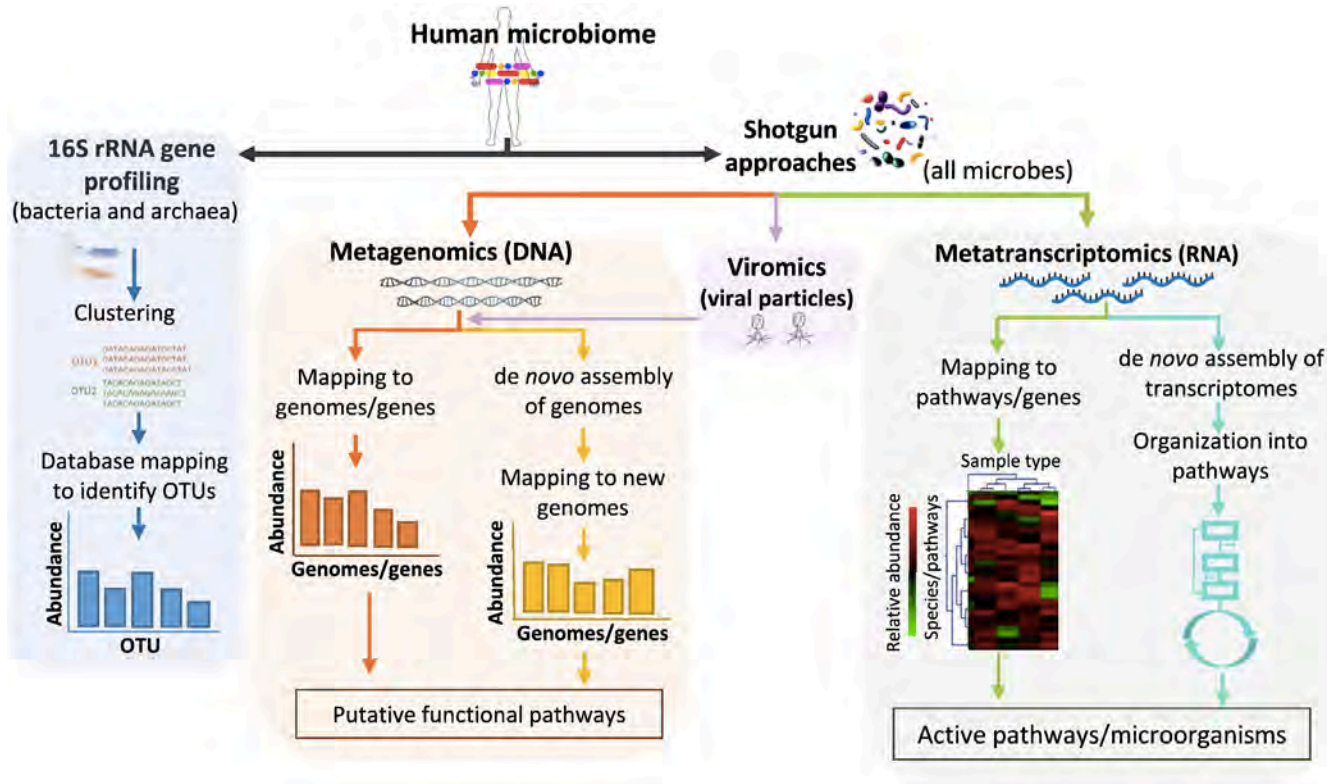 Human microbiome
16S rRNA gene
profiling
(bacteria and archaea)
Clustering
OTU1
OTU2
Database mapping
to identify OTUs
Abundance
OTU
Shotgun
approaches
(all microbes)
Metagenomics (DNA)
Mapping to
genomes/genes
Abundance
Genomes/genes
de novo assembly
of genomes
Mapping to new
genomes
Abundance
Genomes/genes
Putative functional pathways
Viromics
(viral particles)
Metatranscriptomics (RNA)
Mapping to
pathways/genes
Sample type
Relative abundance
Species/pathways
de novo assembly of
transcriptomes
Organization into
pathways
Active pathways/microorganisms